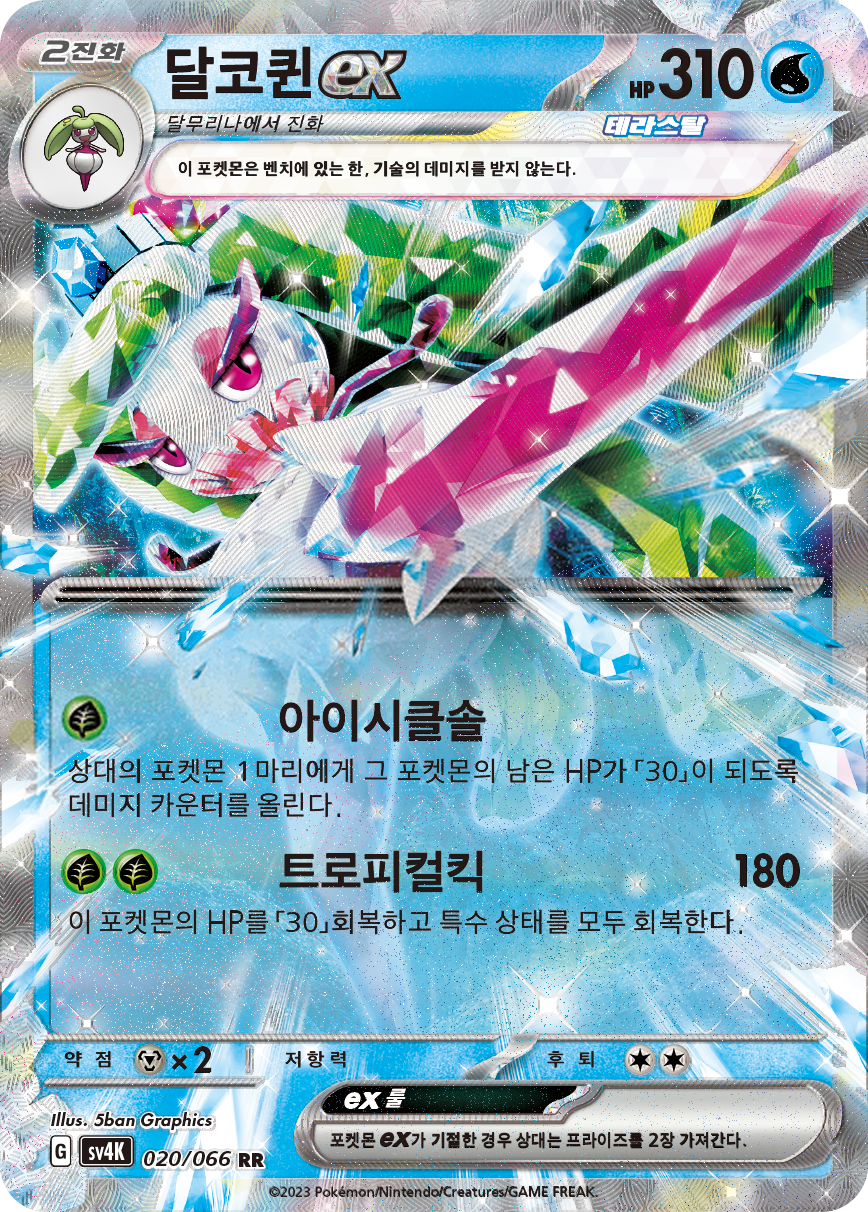 2진화
달코퀸ex
HP 310
달무리나에서 진화
테라스탈
이 포켓몬은 벤치에 있는 한, 기술의 데미지를 받지 않는다.
아이시클솔
상대의 포켓몬 1마리에게 그 포켓몬의 남은 HP가 「30」이 되도록
데미지 카운터를 올린다.
트로피컬킥 180
이 포켓몬의 HP를 「30」회복하고 특수 상태를 모두 회복한다.
약점 ×2 저항력 후퇴
ex 룰
포켓몬 ex가 기절한 경우 상대는 프라이즈를 2장 가져간다.
Illus. 5ban Graphics
G sv4K 020/066 RR
©2023 Pokémon/Nintendo/Creatures/GAME FREAK.